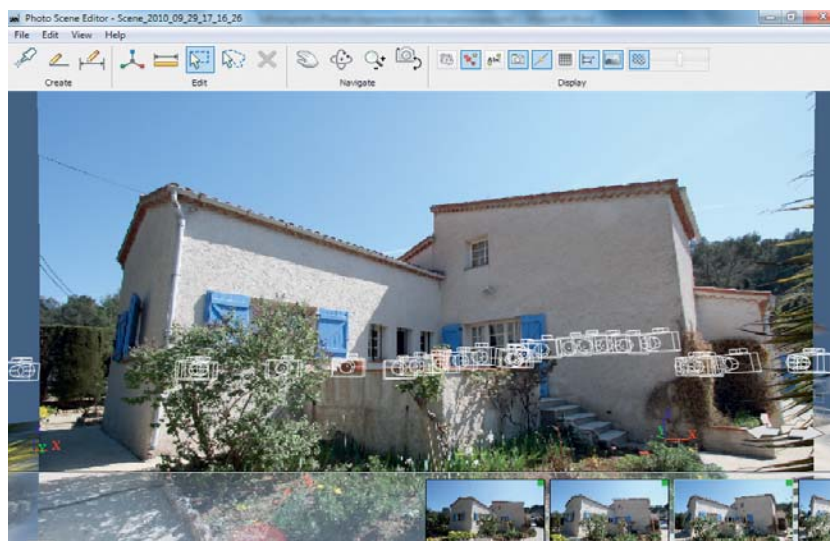 Photo Scene Editor - Scene_2010_09_29_17_16_26
File Edit View Help
Create Edit Navigate Display
X
X